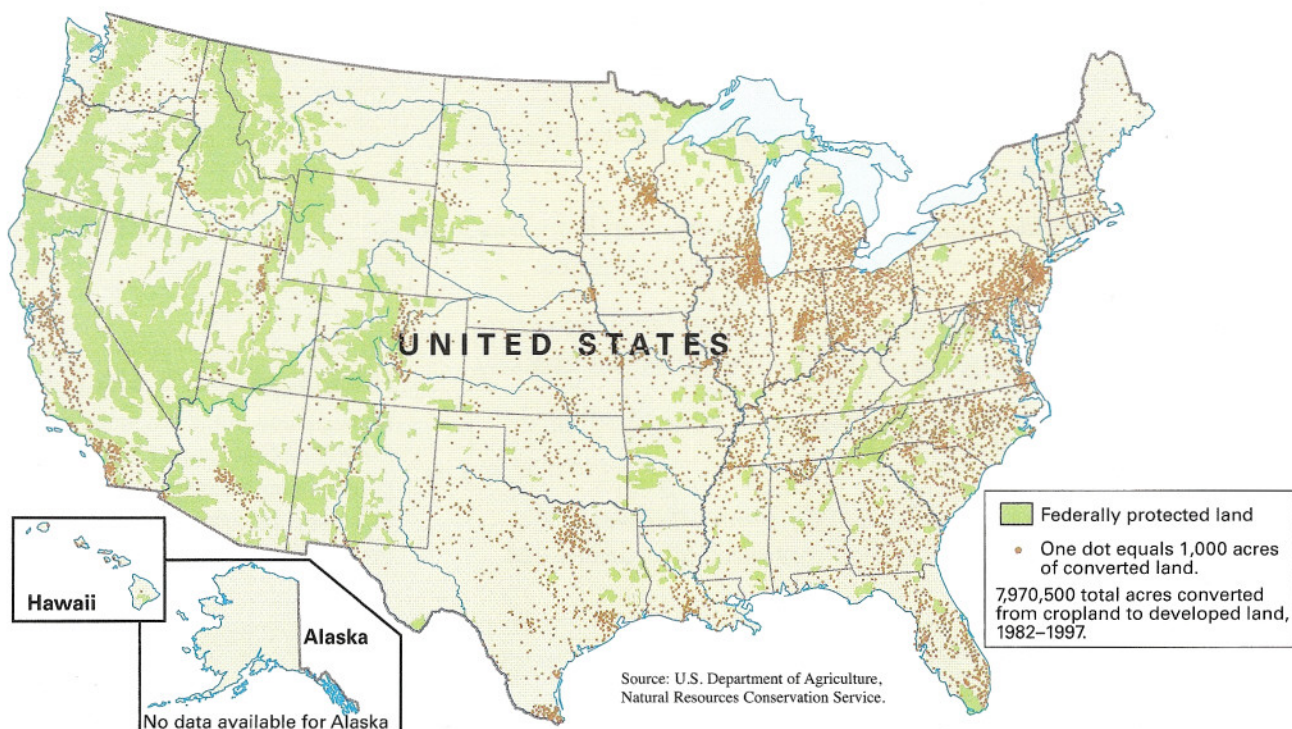 UNITED STATES
Hawaii
Alaska
No data available for Alaska
Source: U.S. Department of Agriculture,
Natural Resources Conservation Service.
Federally protected land
One dot equals 1,000 acres
of converted land.
7,970,500 total acres converted
from cropland to developed land,
1982–1997.